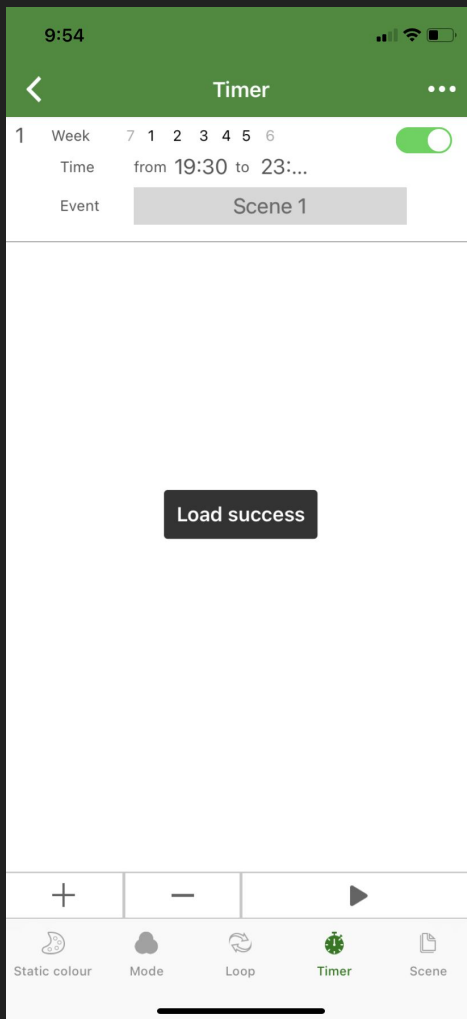 9:54
Timer
1 Week 7 1 2 3 4 5 6
Time from 19:30 to 23:...
Event Scene 1
Load success
Static colour Mode Loop Timer Scene